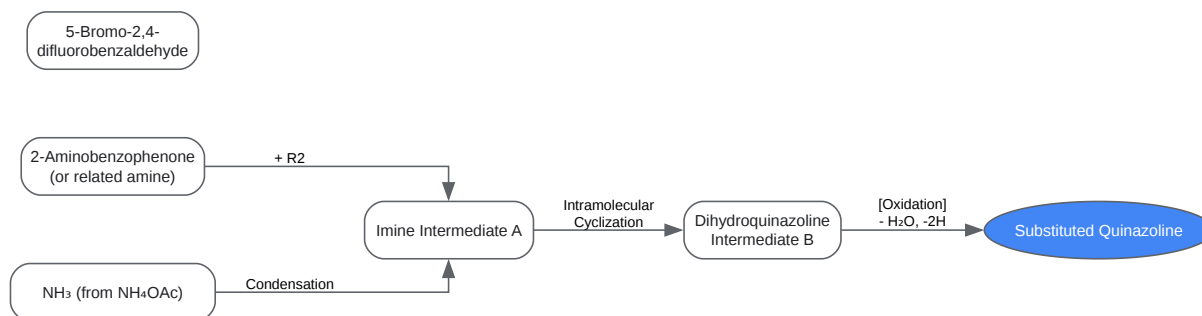 5-Bromo-2,4-
difluorobenzaldehyde
2-Aminobenzophenone
(or related amine)
+ R2
Imine Intermediate A
Intramolecular
Cyclization
Dihydroquinazoline
Intermediate B
[Oxidation]
- H₂O, -2H
Substituted Quinazoline
NH₃ (from NH₄OAc)
Condensation